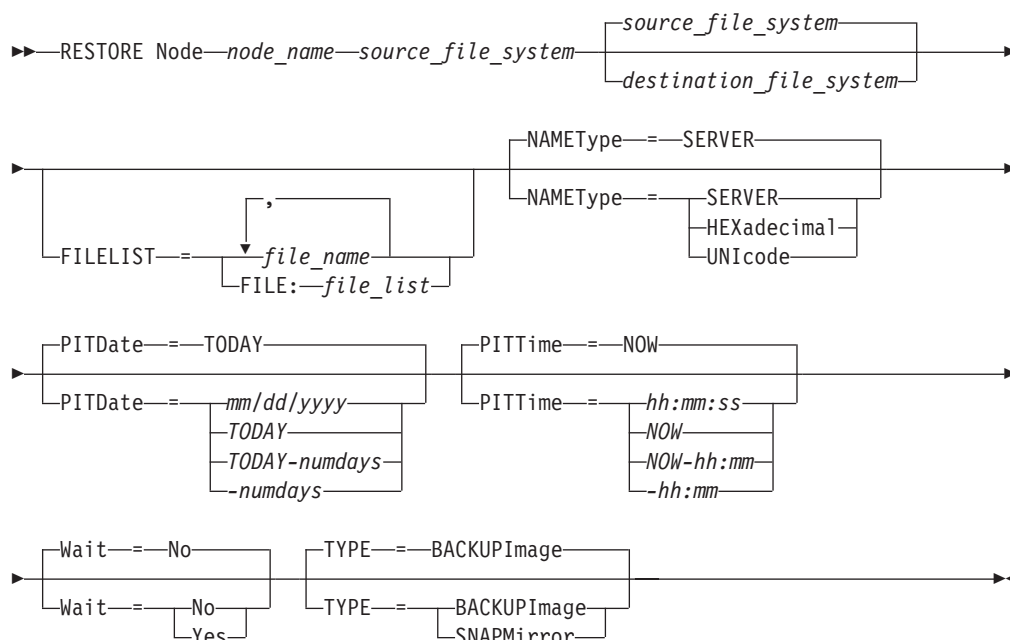 source_file_system
RESTORE Node node_name source_file_system
destination_file_system
NAMEType = SERVER
,
FILELIST = file_name
FILE: file_list
NAMEType = SERVER
HEXadecimal
UNIcode
PITDate = TODAY
PITTime = NOW
PITDate = mm/dd/yyyy
TODAY
TODAY-numdays
-numdays
PITTime = hh:mm:ss
NOW
NOW-hh:mm
-hh:mm
Wait = No
TYPE = BACKUPImage
Wait = No
Yes
TYPE = BACKUPImage
SNAPMirror